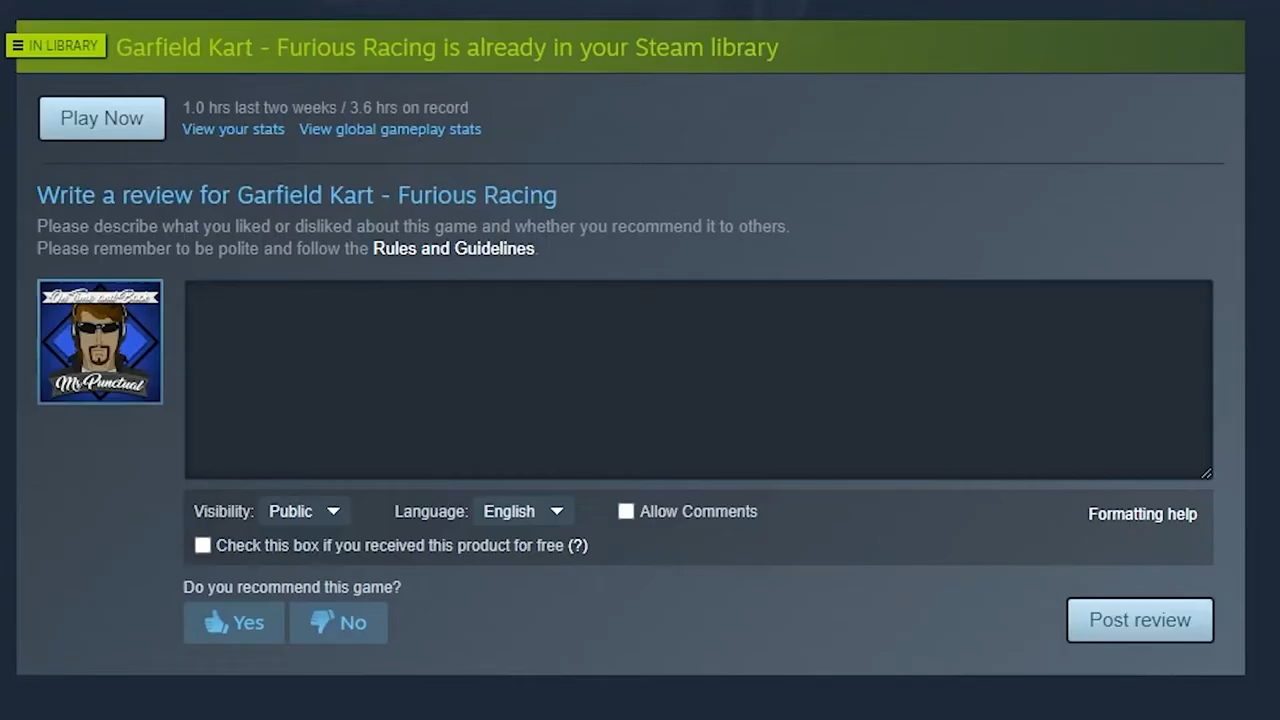 IN LIBRARY
Garfield Kart - Furious Racing is already in your Steam library
Play Now
1.0 hrs last two weeks / 3.6 hrs on record
View your stats View global gameplay stats
Write a review for Garfield Kart - Furious Racing
Please describe what you liked or disliked about this game and whether you recommend it to others.
Please remember to be polite and follow the Rules and Guidelines.
On Time and Back
Mr Punctual
Visibility: Public Language: English Allow Comments Formatting help
Check this box if you received this product for free (?)
Do you recommend this game?
Yes No
Post review